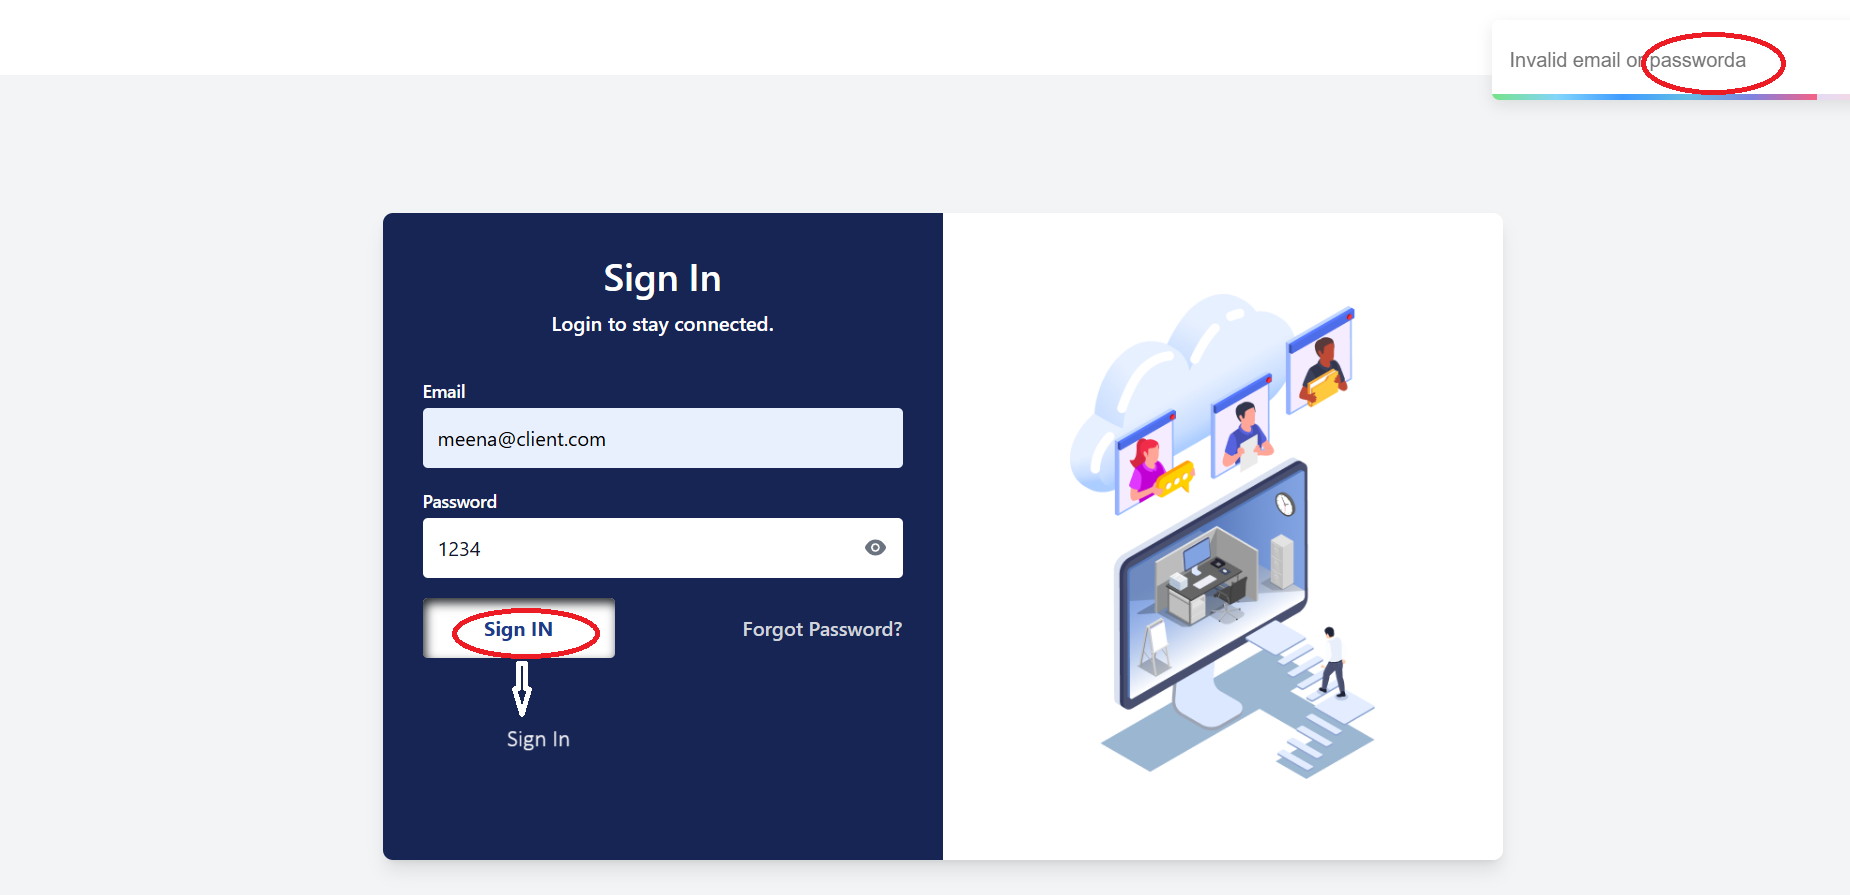 Invalid email or passworda
Sign In
Login to stay connected.
Email
meena@client.com
Password
1234
Sign IN
Forgot Password?
Sign In